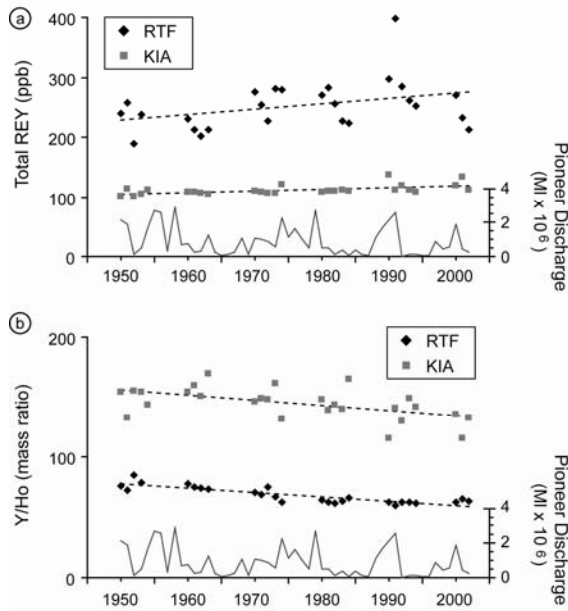 a
400
300
200
100
0
Total REY (ppb)
RTF
KIA
4
2
0
Pioneer Discharge
(Ml x 10⁶)
1950 1960 1970 1980 1990 2000
b
200
100
0
Y/Ho (mass ratio)
RTF
KIA
4
2
0
Pioneer Discharge
(Ml x 10⁶)
1950 1960 1970 1980 1990 2000